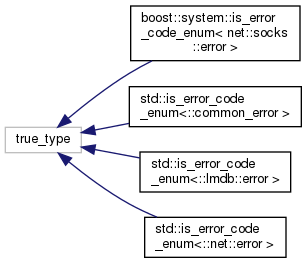 boost::system::is_error
_code_enum< net::socks
::error >
std::is_error_code
_enum<::common_error >
true_type
std::is_error_code
_enum<::lmdb::error >
std::is_error_code
_enum<::net::error >